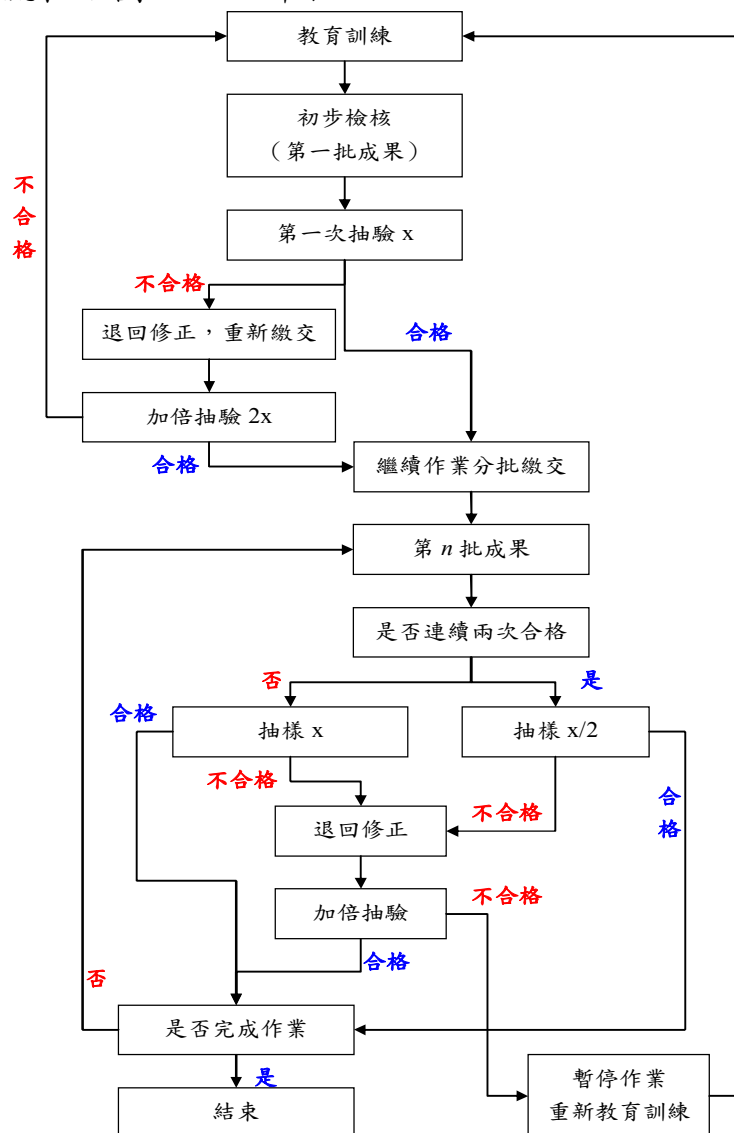 教育訓練
初步檢核
（第一批成果）
不合格
第一次抽驗 x
不合格
退回修正，重新繳交
合格
加倍抽驗 2x
合格
繼續作業分批繳交
第 n 批成果
是否連續兩次合格
否
是
合格
抽樣 x
抽樣 x/2
不合格
合格
不合格
退回修正
不合格
加倍抽驗
合格
否
是否完成作業
是
結束
暫停作業
重新教育訓練